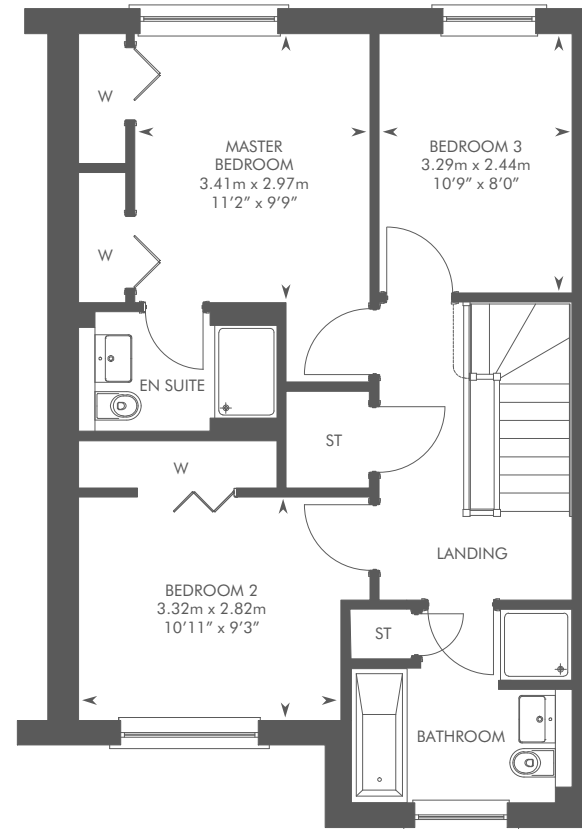 W
MASTER
BEDROOM
3.41m x 2.97m
11’2” x 9’9”
BEDROOM 3
3.29m x 2.44m
10’9” x 8’0”
W
EN SUITE
ST
W
LANDING
BEDROOM 2
3.32m x 2.82m
10’11” x 9’3”
ST
BATHROOM